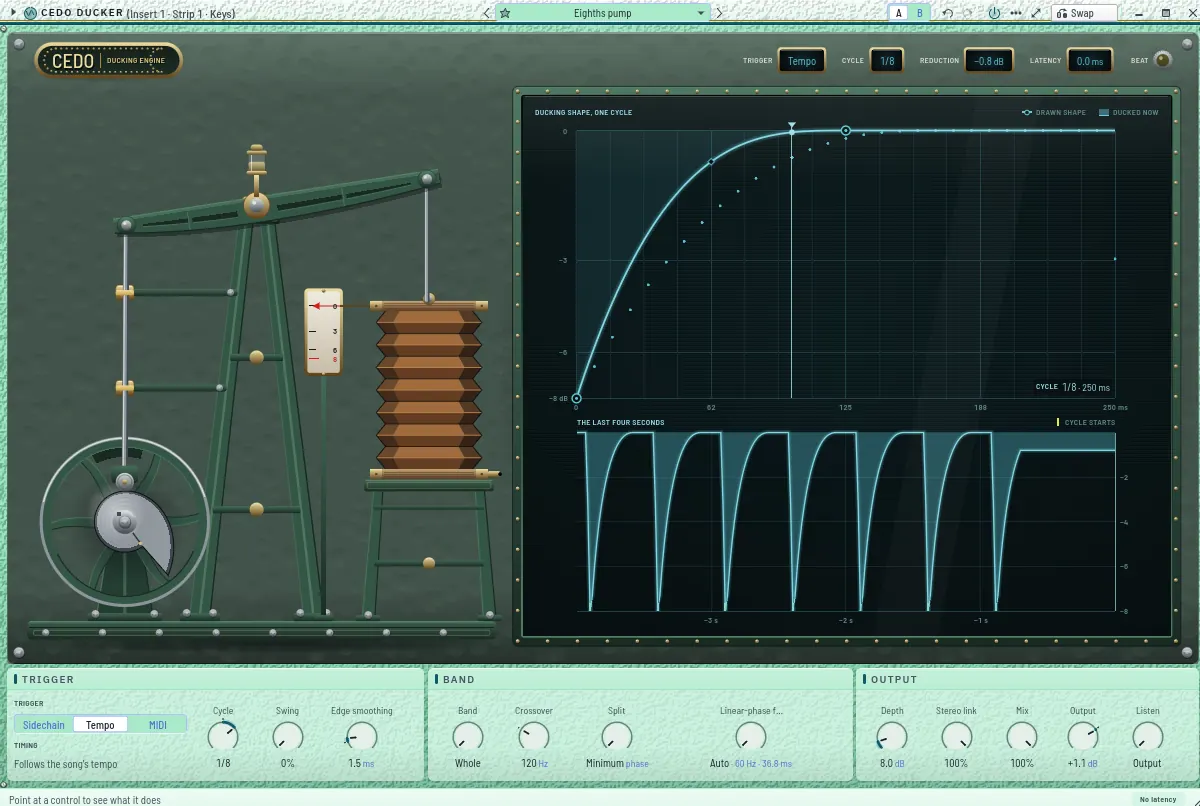 CEDO DUCKER (Insert 1 · Strip 1 · Keys)
Eighths pump
A B
Swap
CEDO DUCKING ENGINE
TRIGGER Tempo CYCLE 1/8 REDUCTION −0.8 dB LATENCY 0.0 ms BEAT
DUCKING SHAPE, ONE CYCLE
DRAWN SHAPE DUCKED NOW
0
−3
−6
−8 dB
0 62 125 188 250 ms
CYCLE 1/8 · 250 ms
0
3
6
8
THE LAST FOUR SECONDS
CYCLE STARTS
−2
−4
−6
−8
−3 s −2 s −1 s
TRIGGER
TRIGGER
Sidechain Tempo MIDI
TIMING
Follows the song's tempo
Cycle Swing Edge smoothing
1/8 0% 1.5 ms
BAND
Band Crossover Split Linear-phase f…
Whole 120 Hz Minimum phase Auto · 60 Hz · 36.8 ms
OUTPUT
Depth Stereo link Mix Output Listen
8.0 dB 100% 100% +1.1 dB Output
Point at a control to see what it does
No latency